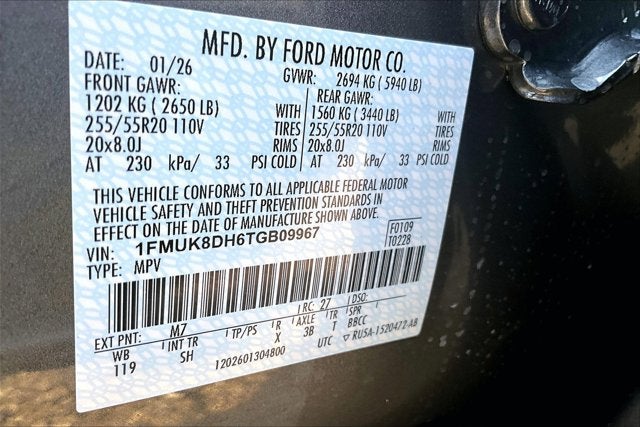 MFD. BY FORD MOTOR CO.
DATE: 01/26 GVWR: 2694 KG ( 5940 LB)
FRONT GAWR: REAR GAWR:
1202 KG ( 2650 LB) WITH 1560 KG ( 3440 LB) WITH
255/55R20 110V TIRES 255/55R20 110V TIRES
20x8.0J RIMS 20x8.0J RIMS
AT 230 kPa/ 33 PSI COLD AT 230 kPa/ 33 PSI COLD
THIS VEHICLE CONFORMS TO ALL APPLICABLE FEDERAL MOTOR
VEHICLE SAFETY AND THEFT PREVENTION STANDARDS IN
EFFECT ON THE DATE OF MANUFACTURE SHOWN ABOVE.
VIN: 1FMUK8DH6TGB09967 F0109
TYPE: MPV T0228
EXT PNT: M7 RC: 27 DSO:
WB INT TR TP/PS R AXLE TR SPR
119 SH X 3B T BBCC
1202601304800 UTC ▽ RU5A-1520472-AB